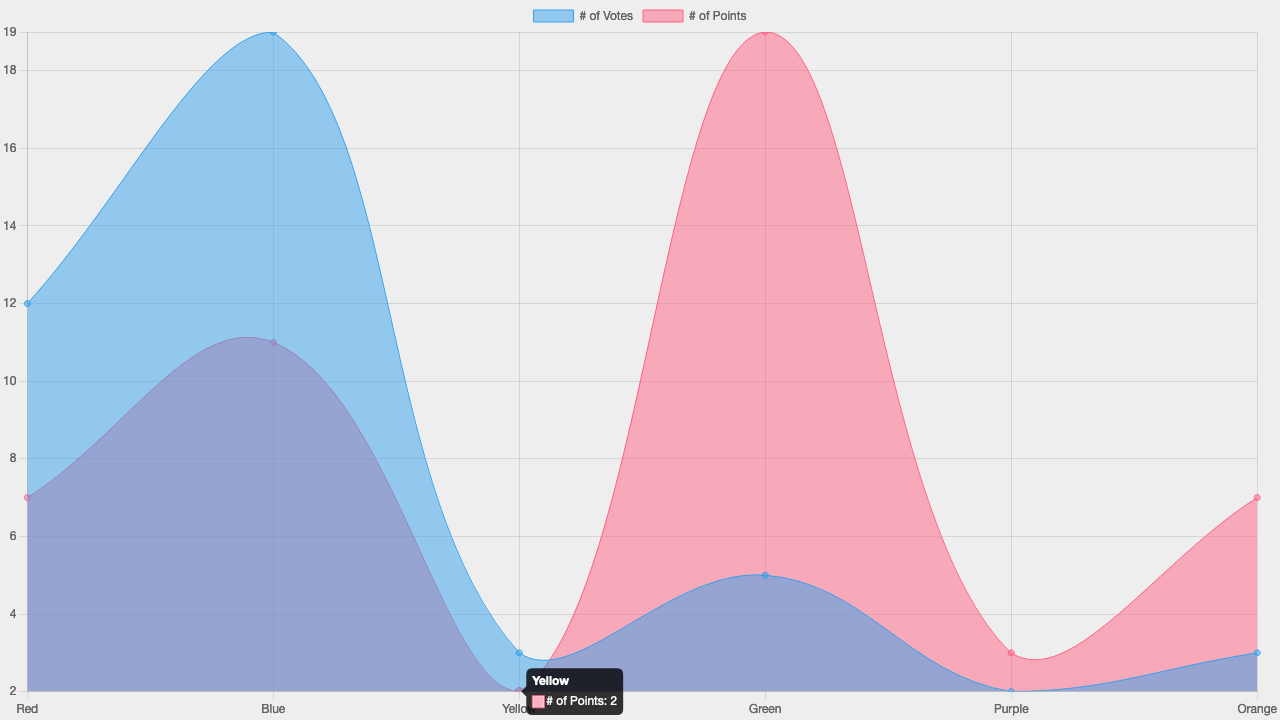 # of Votes # of Points
19
18
16
14
12
10
8
6
4
2
Yellow
# of Points: 2
Red Blue Yellow Green Purple Orange